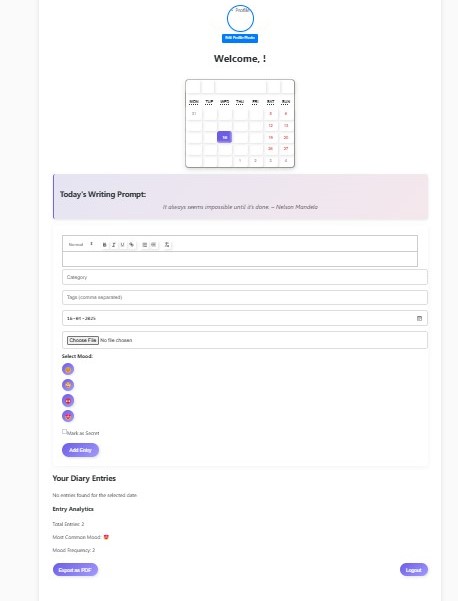 Profile
Edit Profile Photo
Welcome, !
MON TUE WED THU FRI SAT SUN
31 5 6
12 13
16 19 20
26 27
1 2 3 4
Today's Writing Prompt:
It always seems impossible until it's done. – Nelson Mandela
Normal B I U
Category
Tags (comma separated)
16-04-2025
Choose File No file chosen
Select Mood:
Mark as Secret
Add Entry
Your Diary Entries
No entries found for the selected date.
Entry Analytics
Total Entries: 2
Most Common Mood:
Mood Frequency: 2
Export as PDF Logout